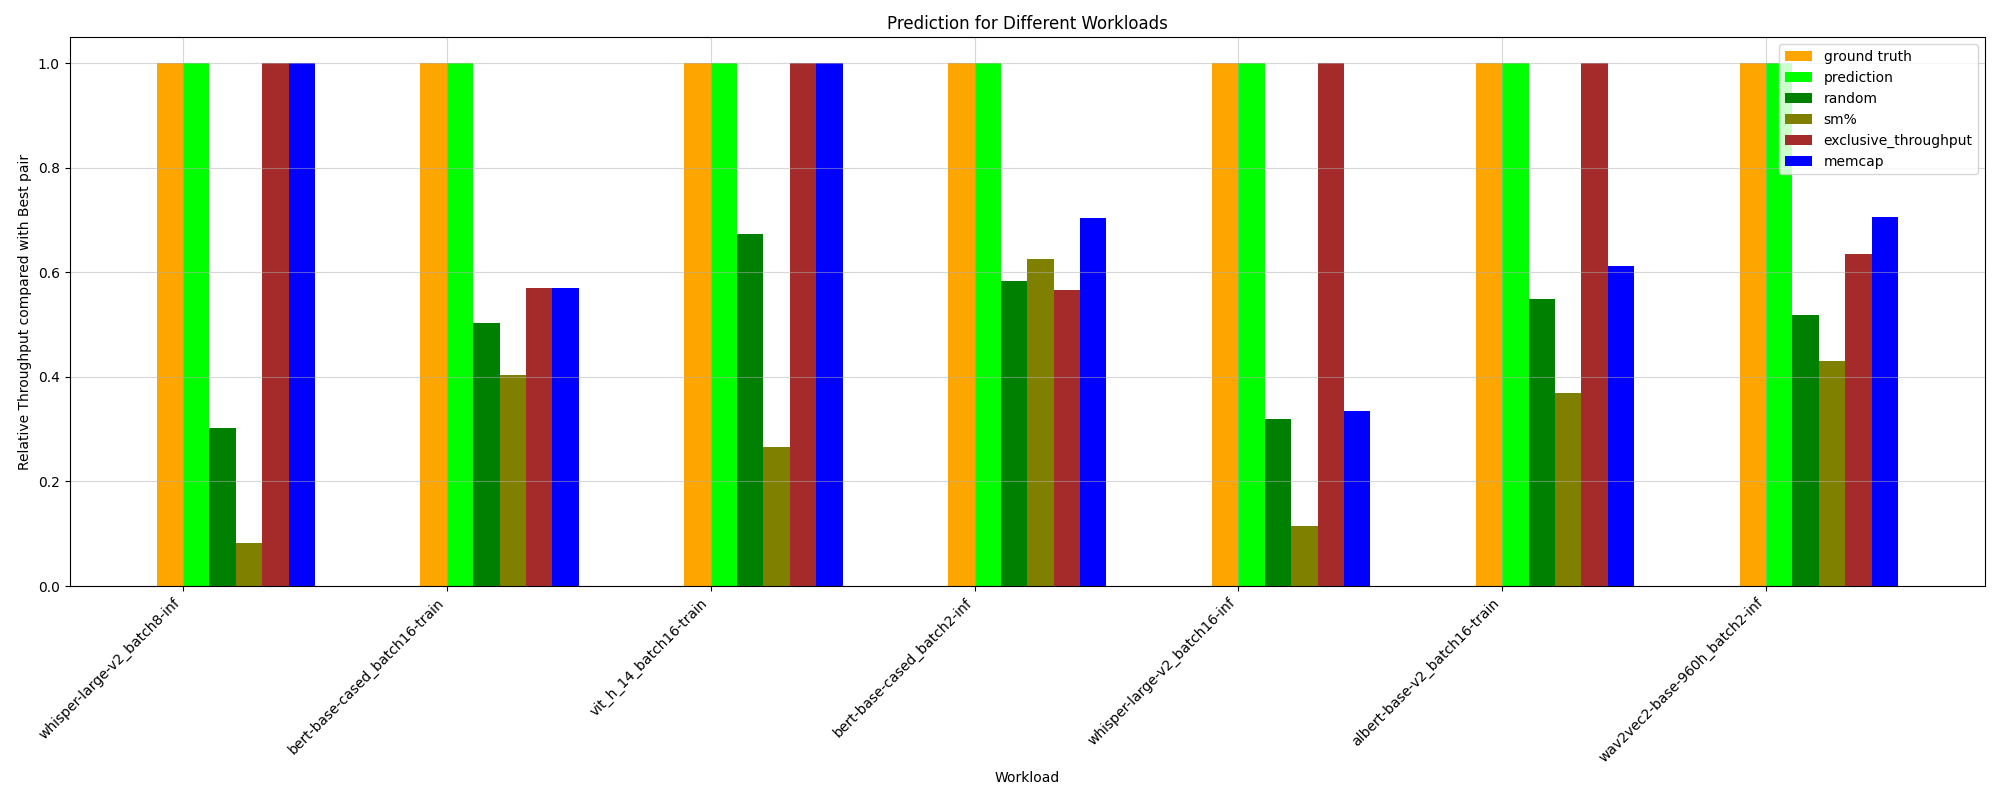 Prediction for Different Workloads
Relative Throughput compared with Best pair
1.0
0.8
0.6
0.4
0.2
0.0
ground truth
prediction
random
sm%
exclusive_throughput
memcap
whisper-large-v2_batch8-inf
bert-base-cased_batch16-train
vit_h_14_batch16-train
bert-base-cased_batch2-inf
whisper-large-v2_batch16-inf
albert-base-v2_batch16-train
wav2vec2-base-960h_batch2-inf
Workload